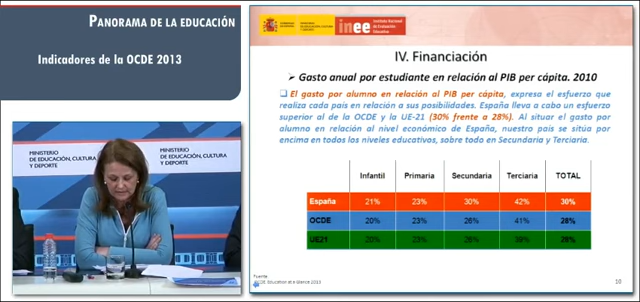 PANORAMA DE LA EDUCACIÓN
Indicadores de la OCDE 2013
MINISTERIO
DE EDUCACIÓN, CULTURA
Y DEPORTE
MINISTERIO
DE EDUCACIÓN, CULTURA
Y DEPORTE
inee
Instituto Nacional
de Evaluación
Educativa
IV. Financiación
➢ Gasto anual por estudiante en relación al PIB per cápita. 2010
❑ El gasto por alumno en relación al PIB per cápita, expresa el esfuerzo que
realiza cada país en relación a sus posibilidades. España lleva a cabo un esfuerzo
superior al de la OCDE y la UE-21 (30% frente a 28%). Al situar el gasto por
alumno en relación al nivel económico de España, nuestro país se sitúa por
encima en todos los niveles educativos, sobre todo en Secundaria y Terciaria.
Infantil Primaria Secundaria Terciaria TOTAL
España 21% 23% 30% 42% 30%
OCDE 20% 23% 26% 41% 28%
UE21 20% 23% 28%
Fuente:
OCDE. Education at a Glance 2013
10